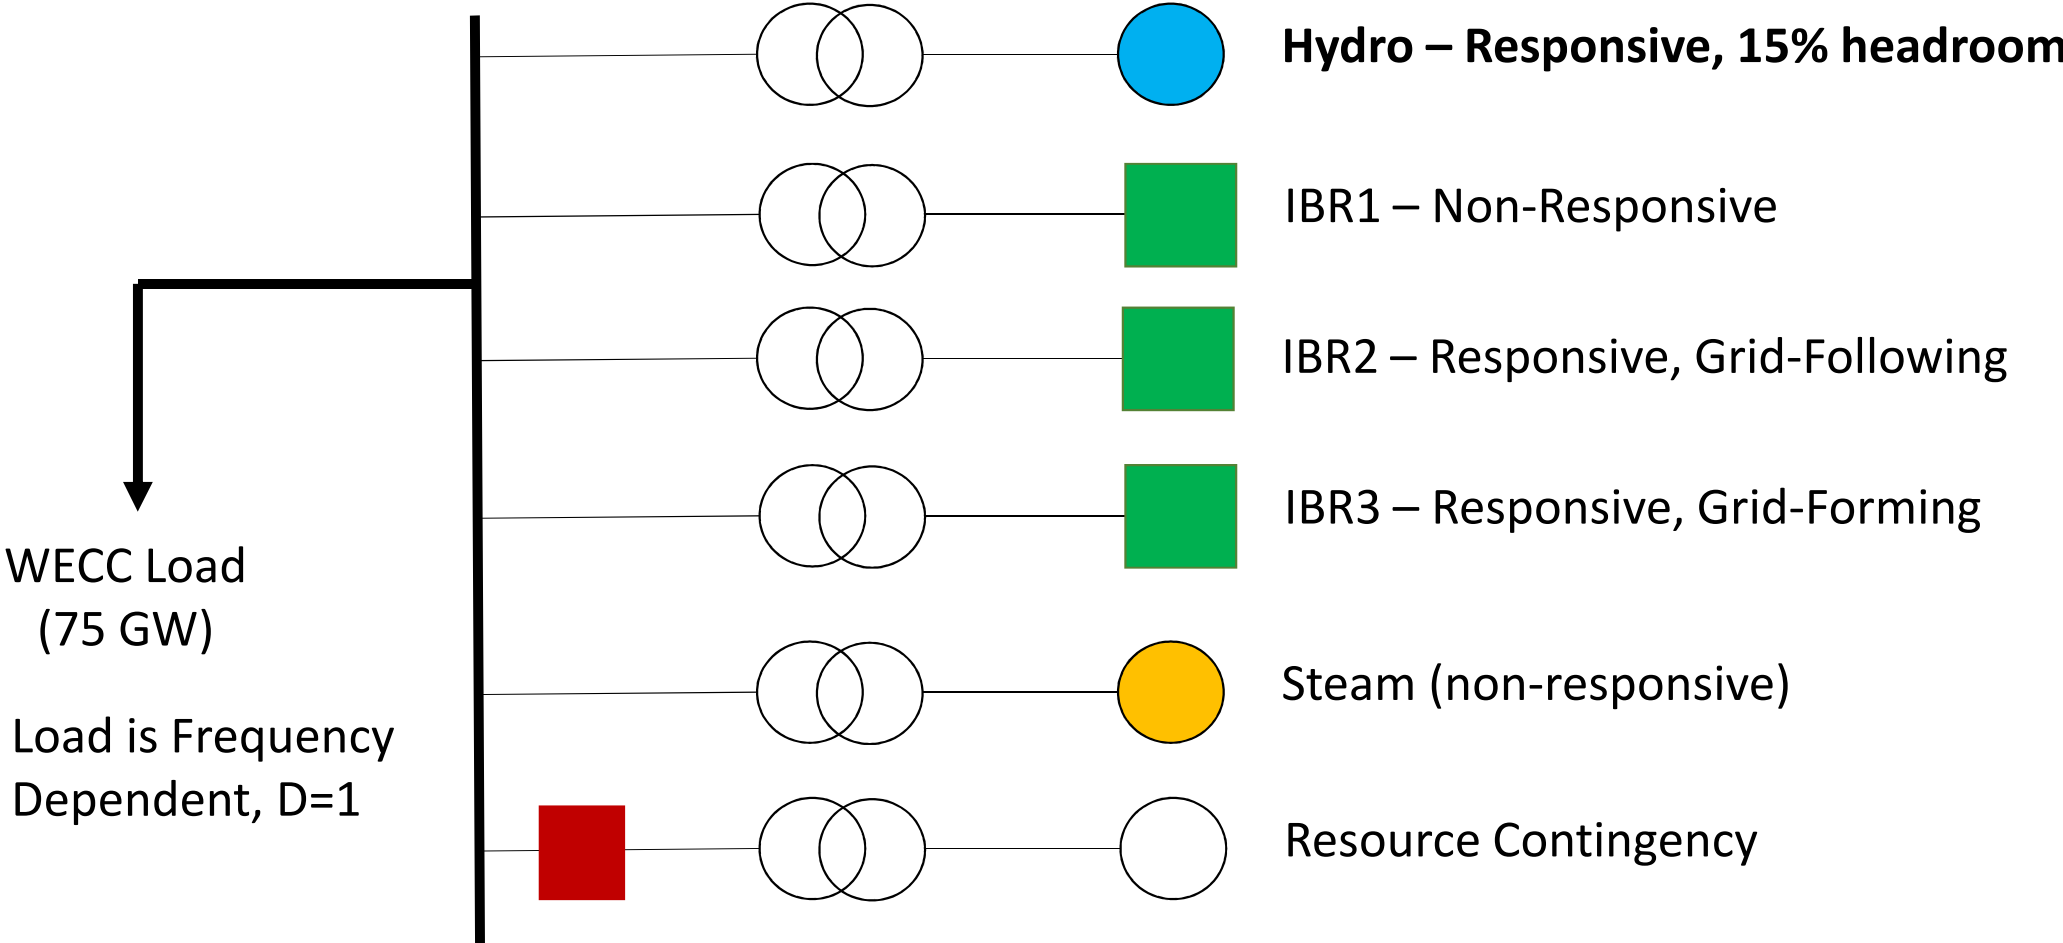 Hydro – Responsive, 15% headroom
IBR1 – Non-Responsive
IBR2 – Responsive, Grid-Following
IBR3 – Responsive, Grid-Forming
WECC Load
(75 GW)
Steam (non-responsive)
Load is Frequency
Dependent, D=1
Resource Contingency